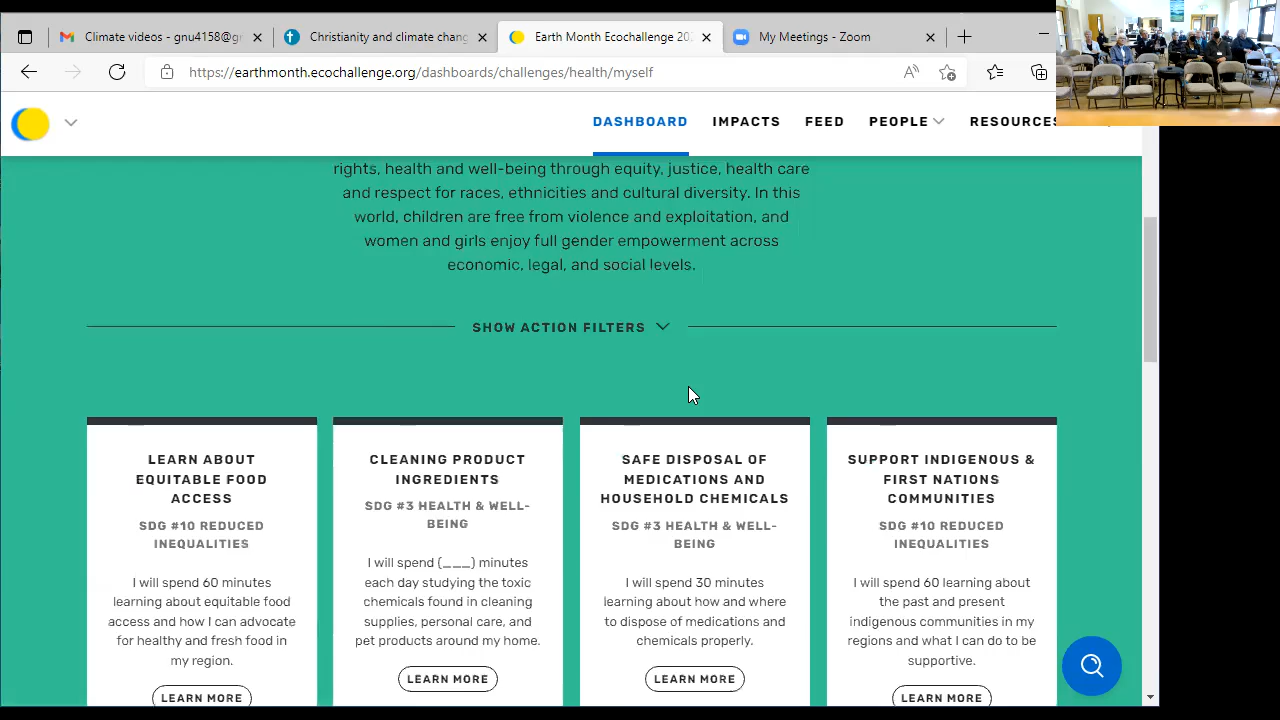 Climate videos - gnu4158@gr
Christianity and climate chang
Earth Month Ecochallenge 202
My Meetings - Zoom
https://earthmonth.ecochallenge.org/dashboards/challenges/health/myself
DASHBOARD
IMPACTS
FEED
PEOPLE
RESOURCES
rights, health and well-being through equity, justice, health care
and respect for races, ethnicities and cultural diversity. In this
world, children are free from violence and exploitation, and
women and girls enjoy full gender empowerment across
economic, legal, and social levels.
SHOW ACTION FILTERS
LEARN ABOUT
EQUITABLE FOOD
ACCESS
SDG #10 REDUCED
INEQUALITIES
I will spend 60 minutes
learning about equitable food
access and how I can advocate
for healthy and fresh food in
my region.
LEARN MORE
CLEANING PRODUCT
INGREDIENTS
SDG #3 HEALTH & WELL-
BEING
I will spend (___) minutes
each day studying the toxic
chemicals found in cleaning
supplies, personal care, and
pet products around my home.
LEARN MORE
SAFE DISPOSAL OF
MEDICATIONS AND
HOUSEHOLD CHEMICALS
SDG #3 HEALTH & WELL-
BEING
I will spend 30 minutes
learning about how and where
to dispose of medications and
chemicals properly.
LEARN MORE
SUPPORT INDIGENOUS &
FIRST NATIONS
COMMUNITIES
SDG #10 REDUCED
INEQUALITIES
I will spend 60 learning about
the past and present
indigenous communities in my
regions and what I can do to be
supportive.
LEARN MORE